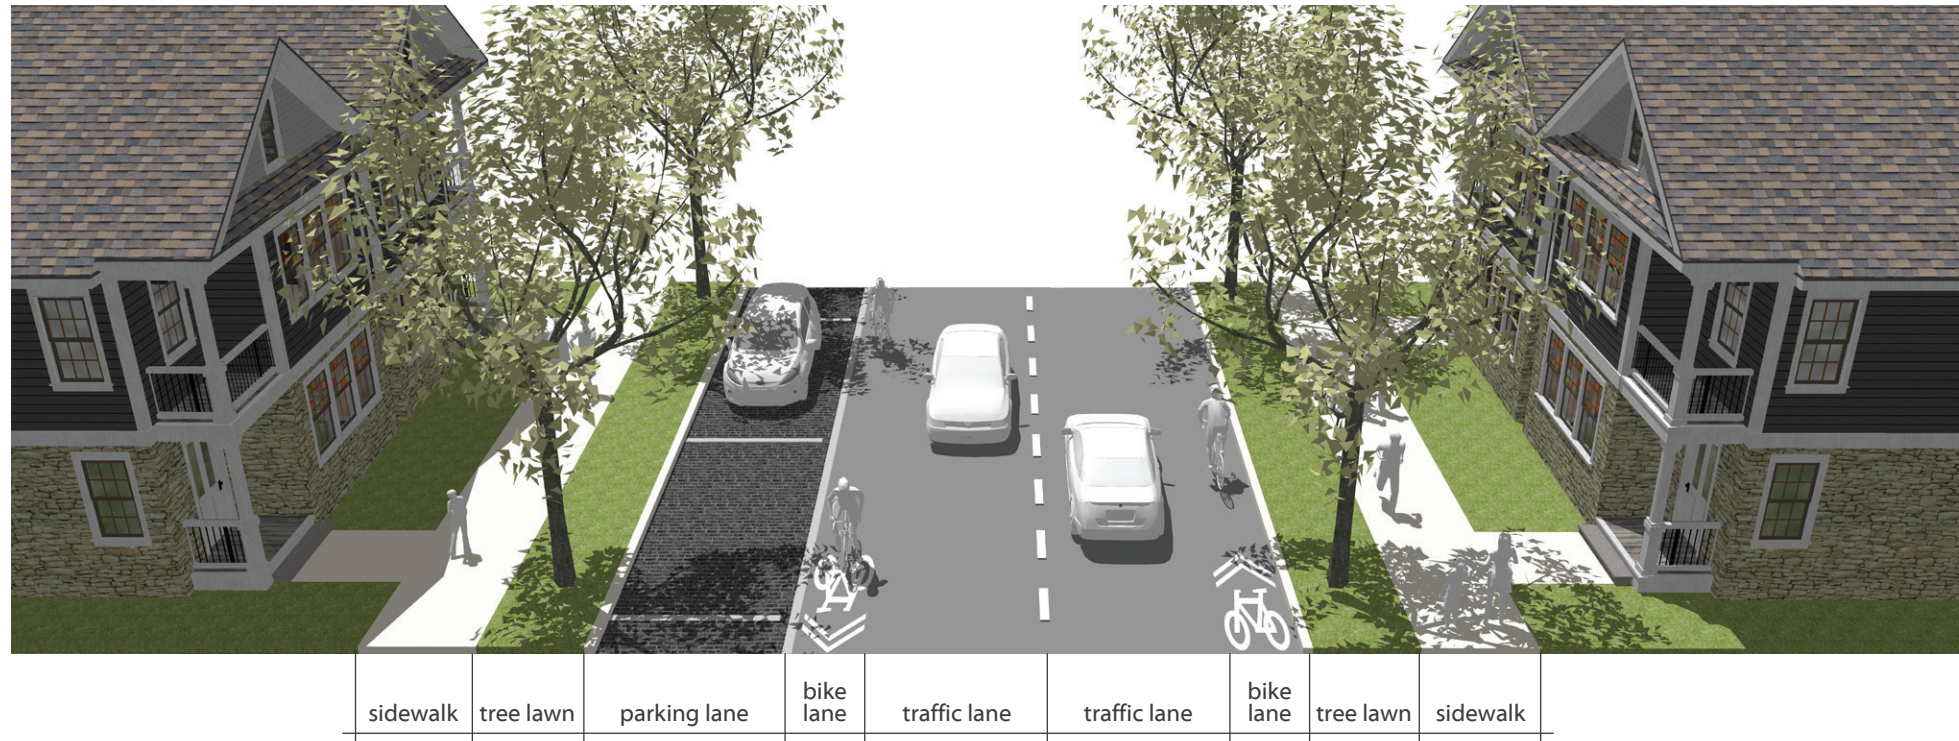 sidewalk
tree lawn
parking lane
bike
lane
traffic lane
traffic lane
bike
lane
tree lawn
sidewalk